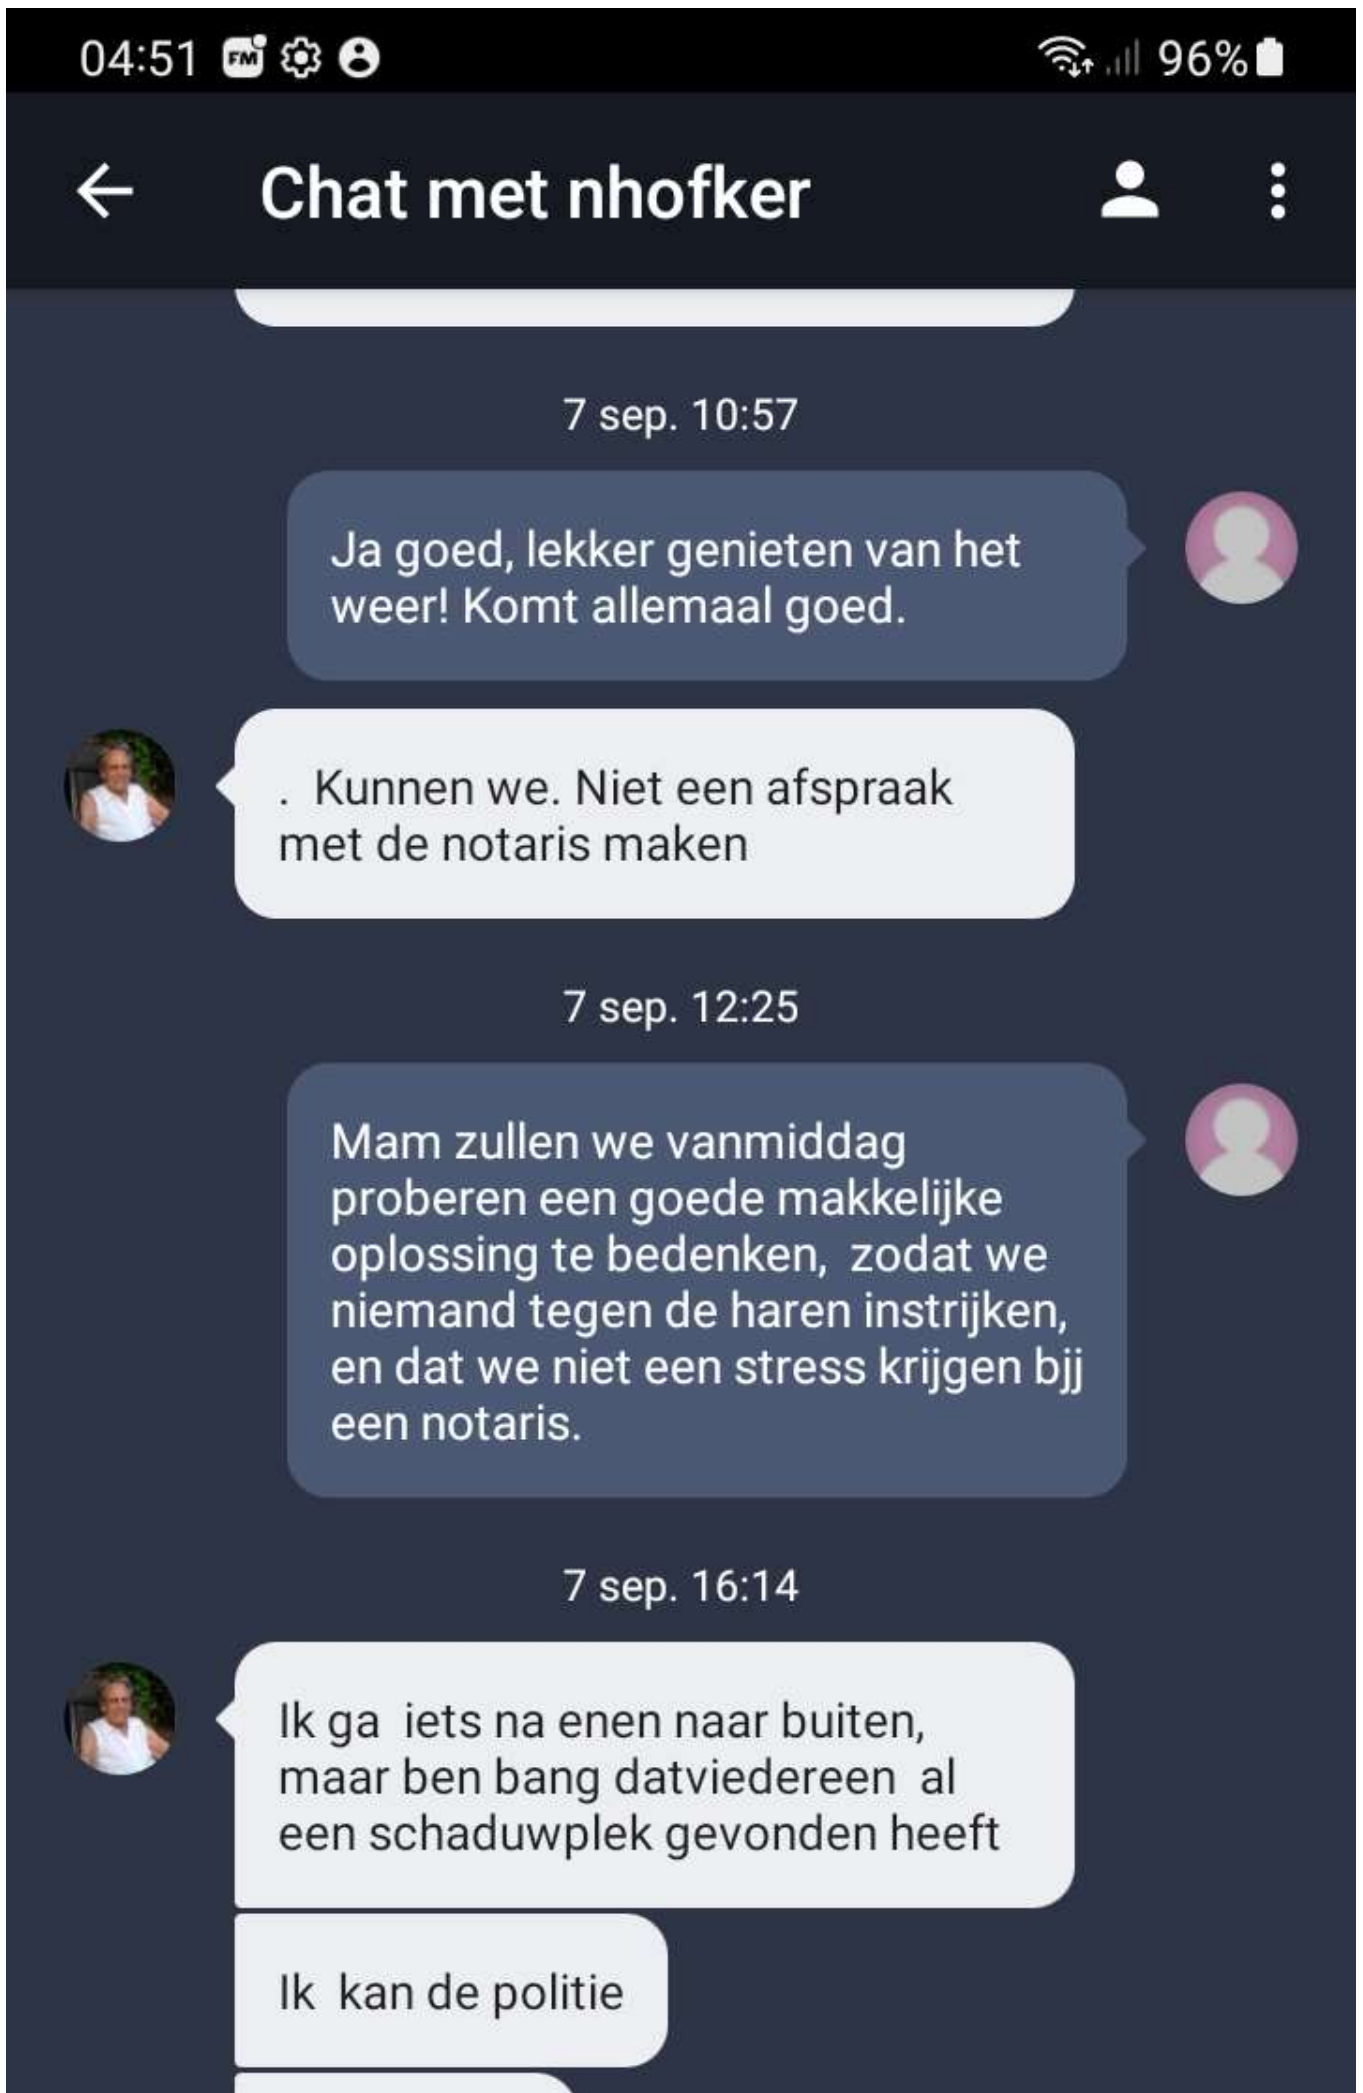 04:51 FM 96%
Chat met nhofker
7 sep. 10:57
Ja goed, lekker genieten van het
weer! Komt allemaal goed.
. Kunnen we. Niet een afspraak
met de notaris maken
7 sep. 12:25
Mam zullen we vanmiddag
proberen een goede makkelijke
oplossing te bedenken,  zodat we
niemand tegen de haren instrijken,
en dat we niet een stress krijgen bjj
een notaris.
7 sep. 16:14
Ik ga  iets na enen naar buiten,
maar ben bang datviedereen  al
een schaduwplek gevonden heeft
Ik  kan de politie